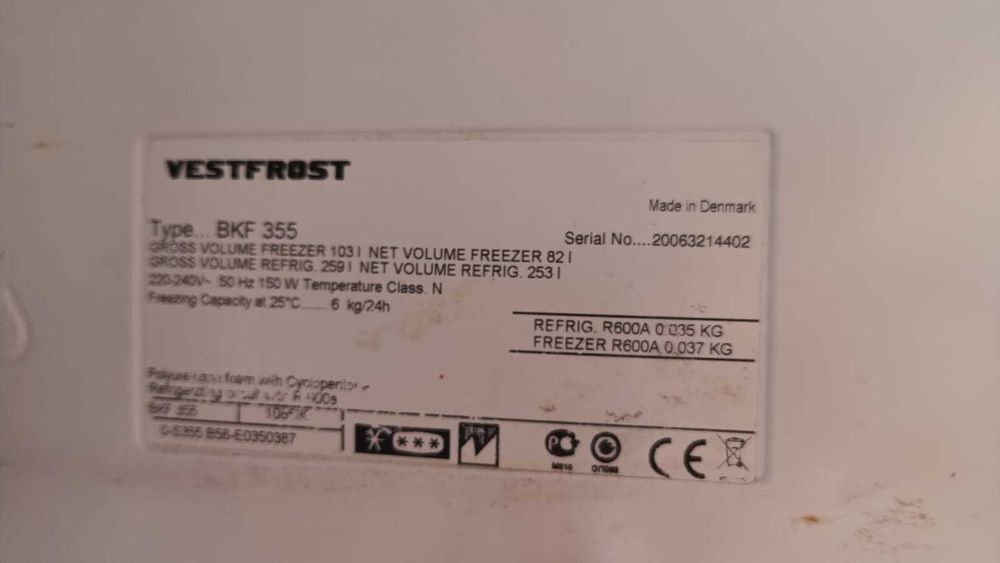 VESTFROST
Made in Denmark
Type... BKF 355
Serial No....20063214402
GROSS VOLUME FREEZER 103 l NET VOLUME FREEZER 82 l
GROSS VOLUME REFRIG. 259 l NET VOLUME REFRIG. 253 l
220-240V~ 50 Hz 150 W Temperature Class. N
Freezing Capacity at 25°C....... 6 kg/24h
REFRIG. R600A 0.035 KG
FREEZER R600A 0.037 KG
foam with
BKF 355
0-S355 B56-E0350387
CE